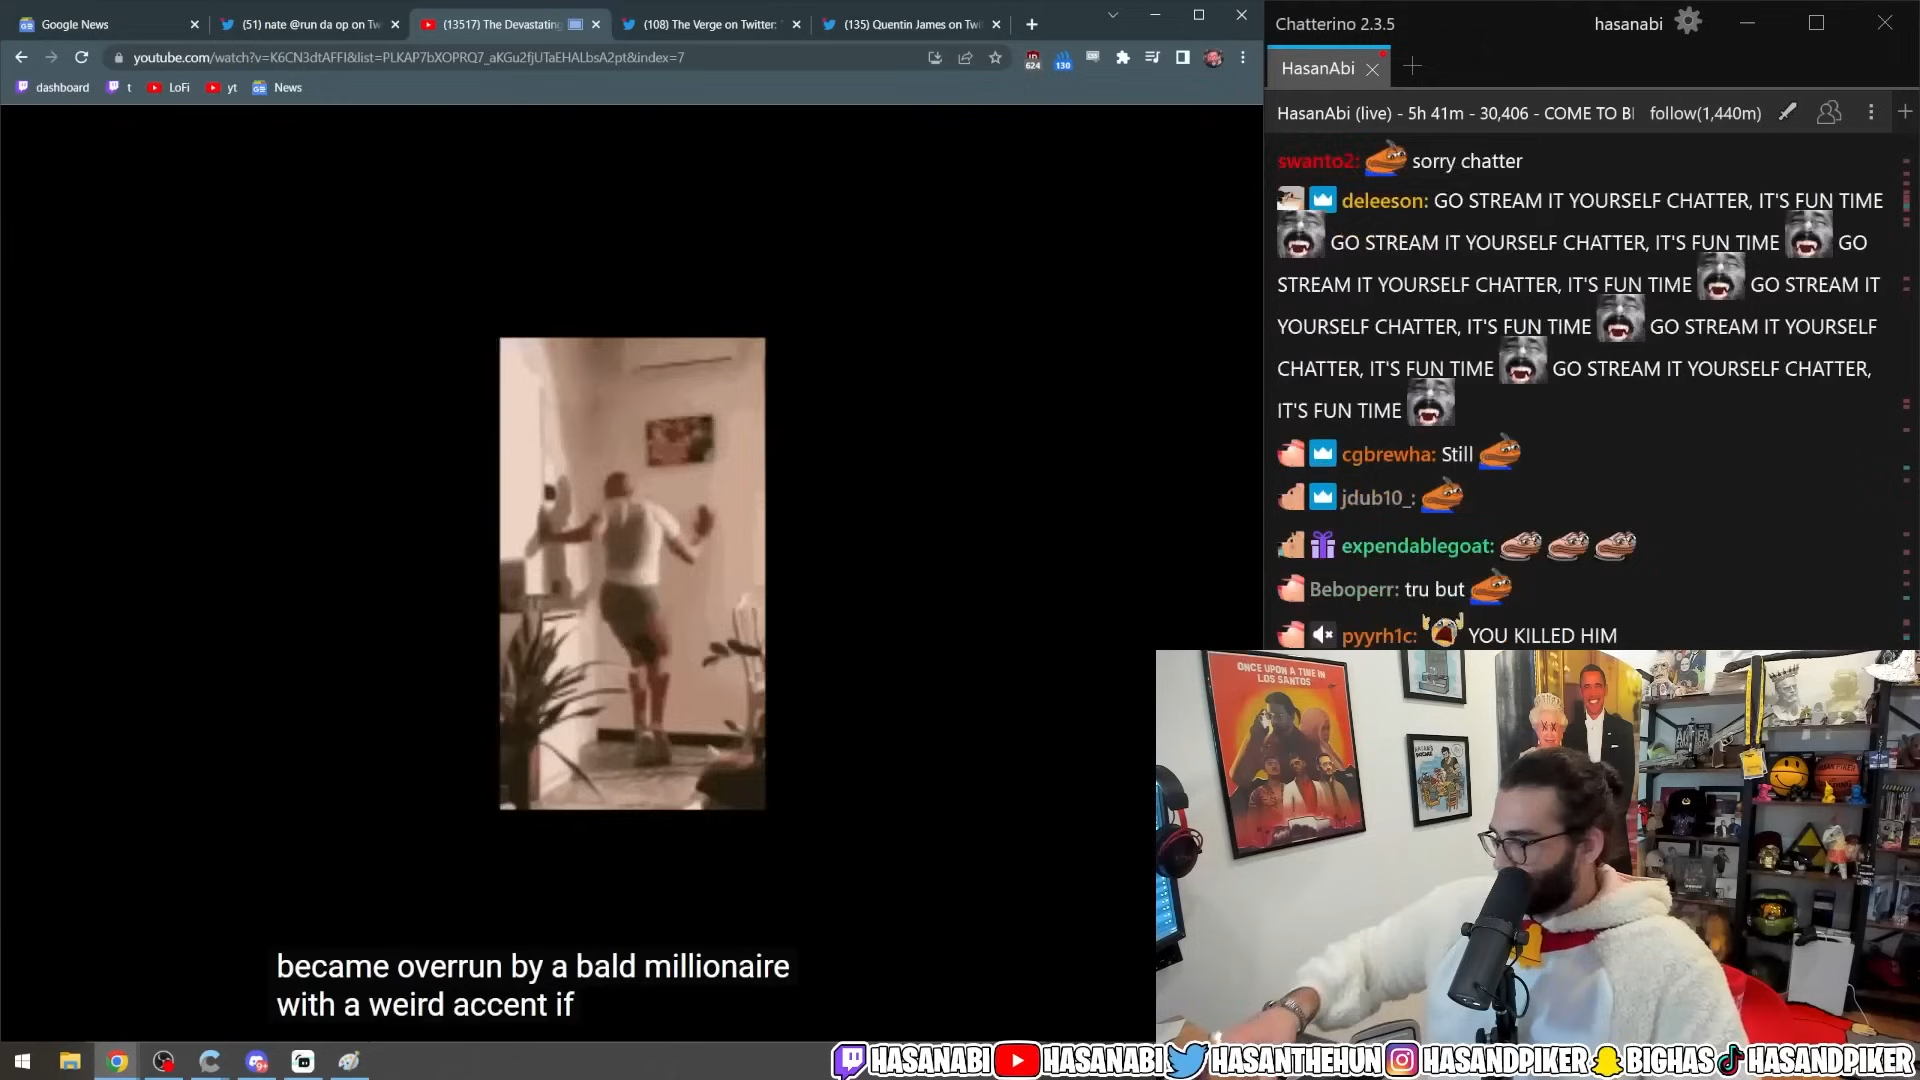 Google News
(51) nate @run da op on Tw
(13517) The Devastating
(108) The Verge on Twitter:
(135) Quentin James on Twi
youtube.com/watch?v=K6CN3dtAFFI&list=PLKAP7bXOPRQ7_aKGu2fjUTaEHALbsA2pt&index=7
624
130
dashboard
t
LoFi
yt
News
became overrun by a bald millionaire
with a weird accent if
Chatterino 2.3.5
hasanabi
HasanAbi
HasanAbi (live) - 5h 41m - 30,406 - COME TO B
follow(1,440m)
swanto2: sorry chatter
deleeson: GO STREAM IT YOURSELF CHATTER, IT'S FUN TIME
GO STREAM IT YOURSELF CHATTER, IT'S FUN TIME GO
STREAM IT YOURSELF CHATTER, IT'S FUN TIME GO STREAM IT
YOURSELF CHATTER, IT'S FUN TIME GO STREAM IT YOURSELF
CHATTER, IT'S FUN TIME GO STREAM IT YOURSELF CHATTER,
IT'S FUN TIME
cgbrewha: Still
jdub10_:
expendablegoat:
Beboperr: tru but
pyyrh1c: YOU KILLED HIM
ONCE UPON A TIME IN
LOS SANTOS
HASANABI HASANABI HASANTHEHUN HASANDPIKER BIGHAS HASANDPIKER